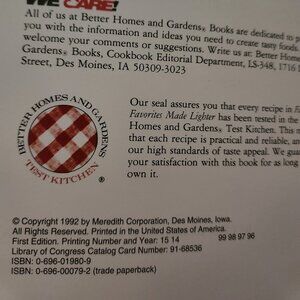 WE CARE!
All of us at Better Homes and Gardens® Books are dedicated to
you with the information and ideas you need to create tasty foods.
welcome your comments or suggestions. Write us at: Better
Gardens® Books, Cookbook Editorial Department, LS-348, 1716
Street, Des Moines, IA 50309-3023
BETTER HOMES AND GARDENS
TEST KITCHEN
®
Our seal assures you that every recipe in
Favorites Made Lighter has been tested in the
Homes and Gardens® Test Kitchen. This
that each recipe is practical and reliable, and
our high standards of taste appeal. We
your satisfaction with this book for as long
own it.
© Copyright 1992 by Meredith Corporation, Des Moines, Iowa.
All Rights Reserved. Printed in the United States of America.
First Edition. Printing Number and Year: 15 14 99 98 97 96
Library of Congress Catalog Card Number: 91-68536
ISBN: 0-696-01980-9
ISBN: 0-696-00079-2 (trade paperback)